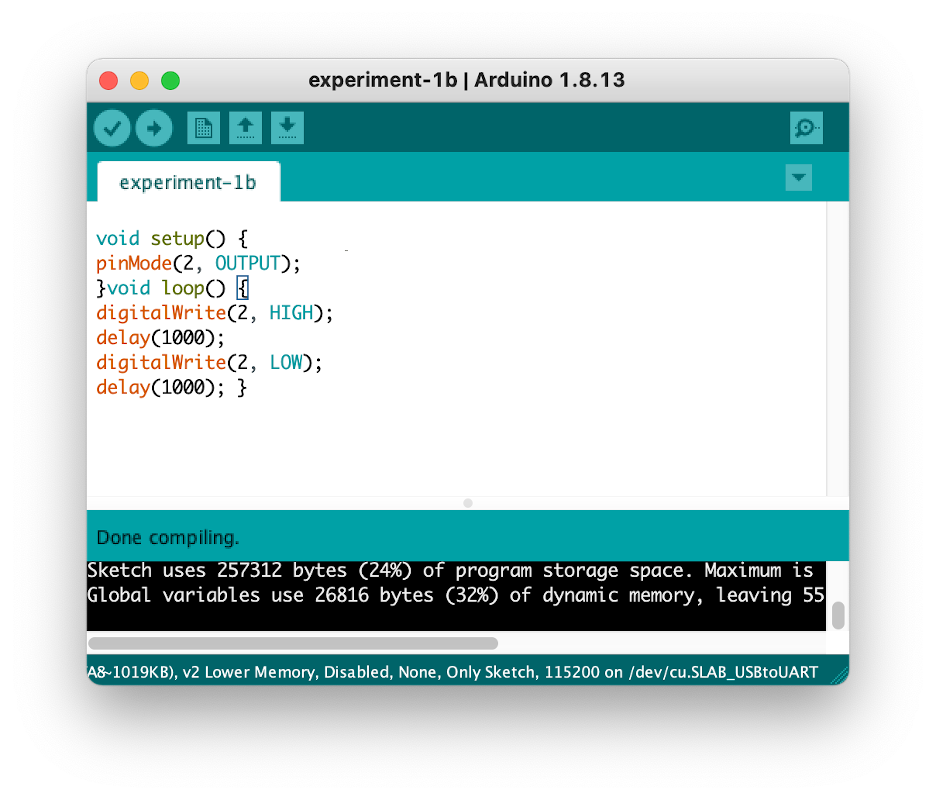 experiment-1b | Arduino 1.8.13
experiment-1b
void setup() {
pinMode(2, OUTPUT);
}void loop() {
digitalWrite(2, HIGH);
delay(1000);
digitalWrite(2, LOW);
delay(1000); }
Done compiling.
Sketch uses 257312 bytes (24%) of program storage space. Maximum is
Global variables use 26816 bytes (32%) of dynamic memory, leaving 55
A8~1019KB), v2 Lower Memory, Disabled, None, Only Sketch, 115200 on /dev/cu.SLAB_USBtoUART